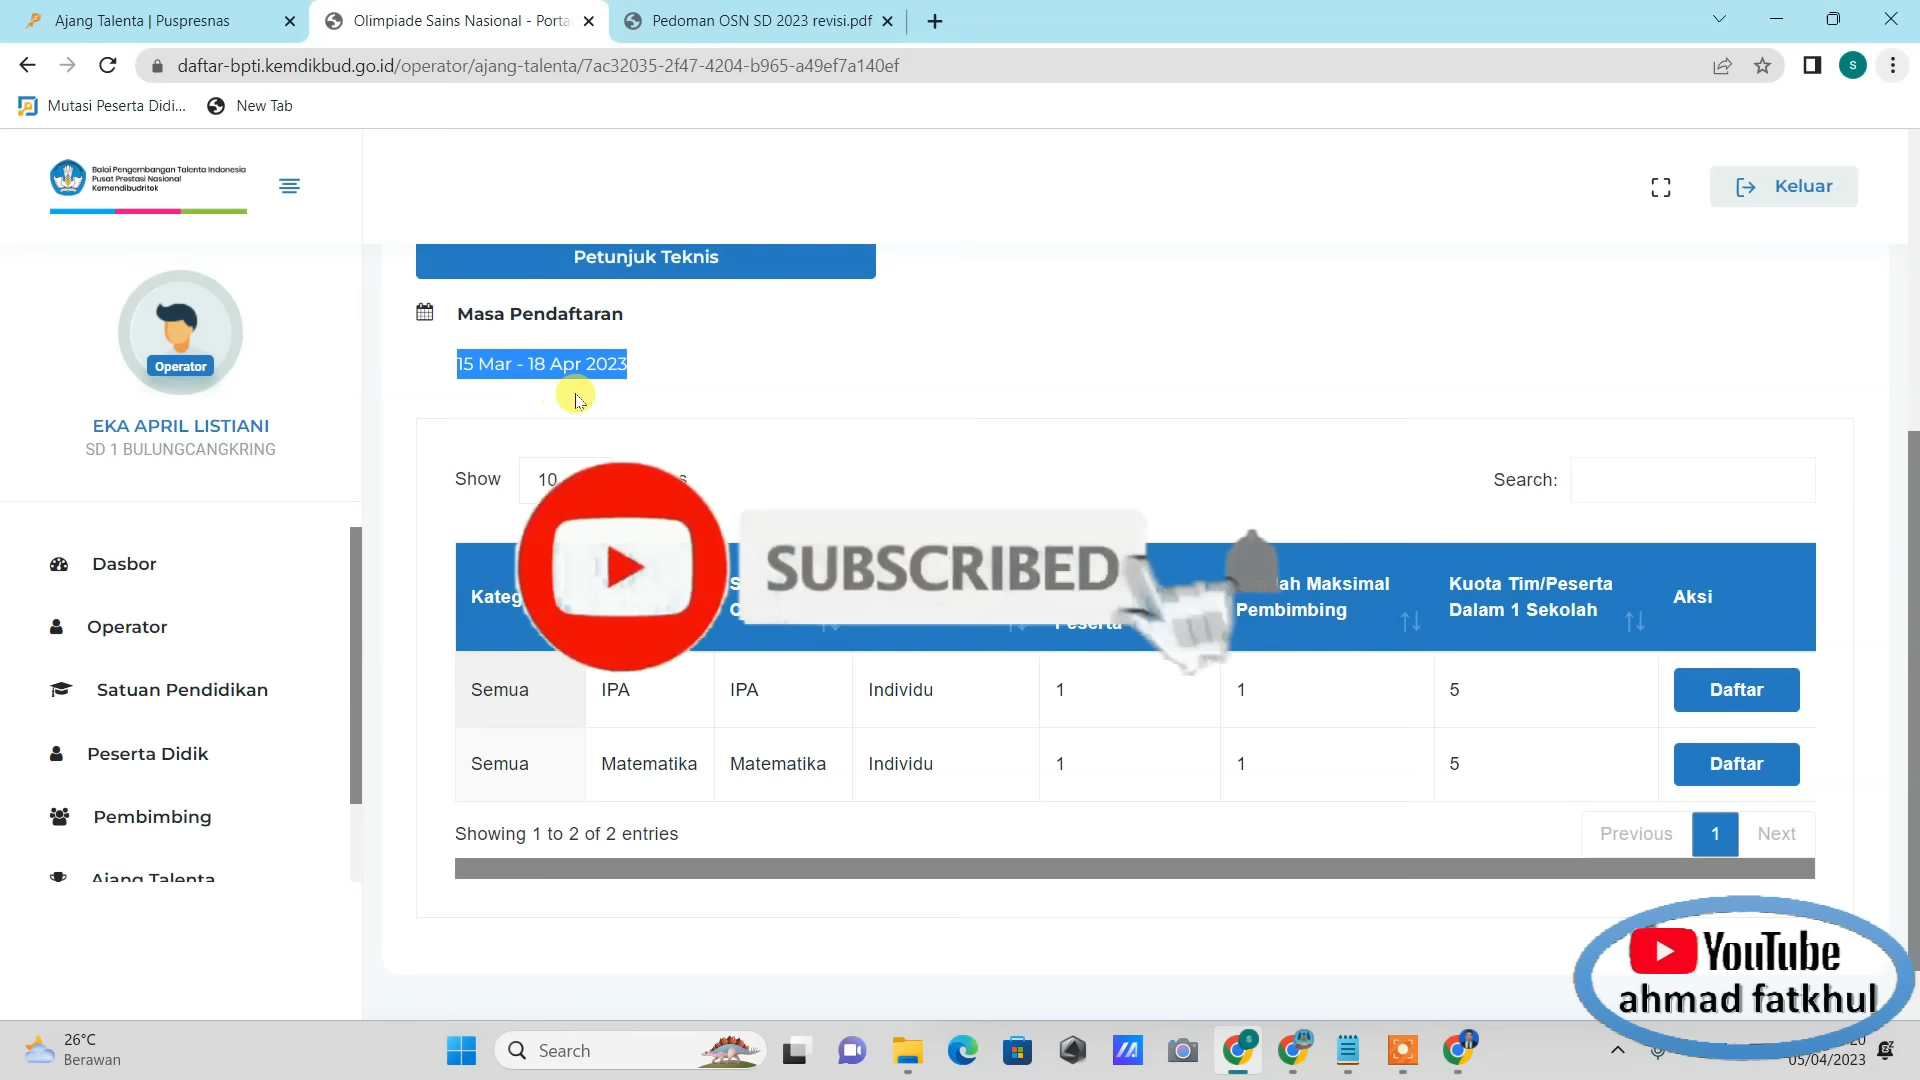 Ajang Talenta | Puspresnas
Olimpiade Sains Nasional - Porta
Pedoman OSN SD 2023 revisi.pdf
daftar-bpti.kemdikbud.go.id/operator/ajang-talenta/7ac32035-2f47-4204-b965-a49ef7a140ef
S
Mutasi Peserta Didi...
New Tab
Balai Pengembangan Talenta Indonesia
Pusat Prestasi Nasional
Kemendibudritek
Keluar
Petunjuk Teknis
Masa Pendaftaran
15 Mar - 18 Apr 2023
Operator
EKA APRIL LISTIANI
SD 1 BULUNGCANGKRING
Dasbor
Operator
Satuan Pendidikan
Peserta Didik
Pembimbing
Ajang Talenta
Show 10
Search:
SUBSCRIBED
Maksimal
Pembimbing
Kuota Tim/Peserta
Dalam 1 Sekolah
Aksi
Peserta
Semua IPA IPA Individu 1 1 5 Daftar
Semua Matematika Matematika Individu 1 1 5 Daftar
Showing 1 to 2 of 2 entries
Previous 1 Next
YouTube
ahmad fatkhul
26°C
Berawan
Search
05/04/2023